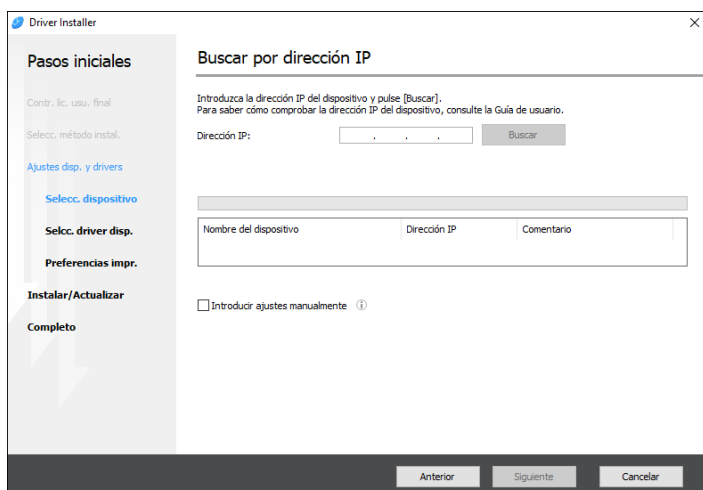 Driver Installer
Pasos iniciales
Contr. lic. usu. final
Selecc. método instal.
Ajustes disp. y drivers
Selecc. dispositivo
Selcc. driver disp.
Preferencias impr.
Instalar/Actualizar
Completo
Buscar por dirección IP
Introduzca la dirección IP del dispositivo y pulse [Buscar].
Para saber cómo comprobar la dirección IP del dispositivo, consulte la Guía de usuario.
Dirección IP: . . . Buscar
Nombre del dispositivo Dirección IP Comentario
Introducir ajustes manualmente
Anterior Siguiente Cancelar